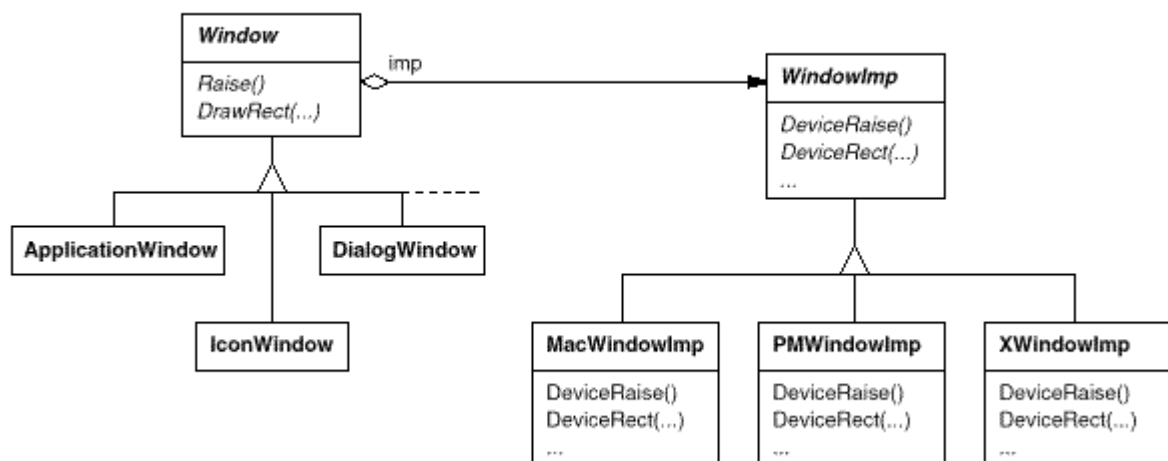 Window
Raise()
DrawRect(...)
imp
WindowImp
DeviceRaise()
DeviceRect(...)
...
ApplicationWindow
DialogWindow
IconWindow
MacWindowImp
DeviceRaise()
DeviceRect(...)
...
PMWindowImp
DeviceRaise()
DeviceRect(...)
...
XWindowImp
DeviceRaise()
DeviceRect(...)
...